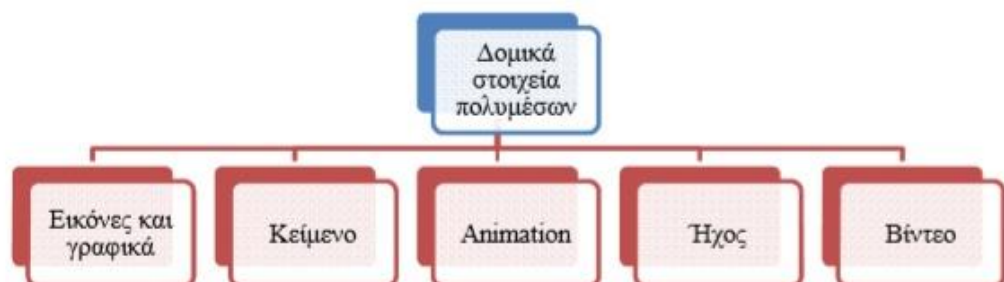 Δομικά
στοιχεία
πολυμέσων
Εικόνες και
γραφικά
Κείμενο
Animation
Ήχος
Βίντεο